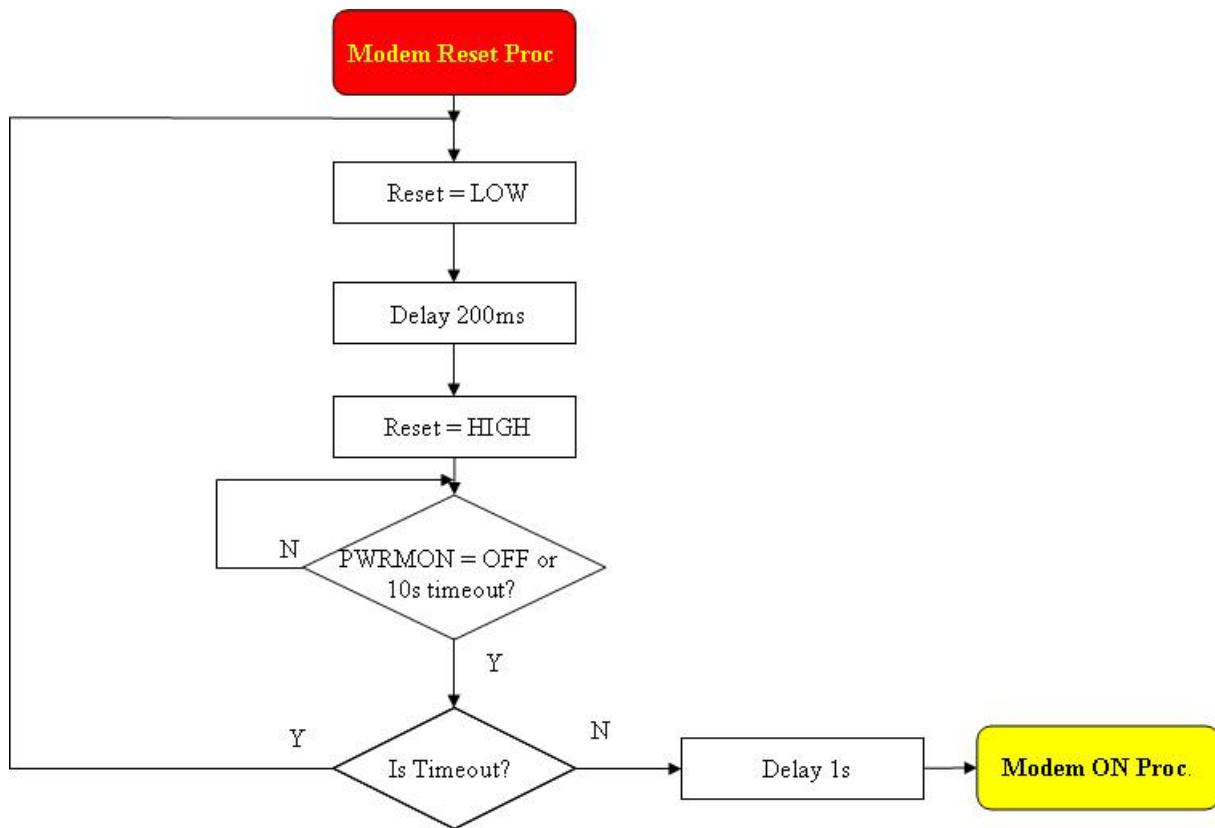 Modem Reset Proc
Reset = LOW
Delay 200ms
Reset = HIGH
N
PWRMON = OFF or
10s timeout?
Y
Y
Is Timeout?
N
Delay 1s
Modem ON Proc.